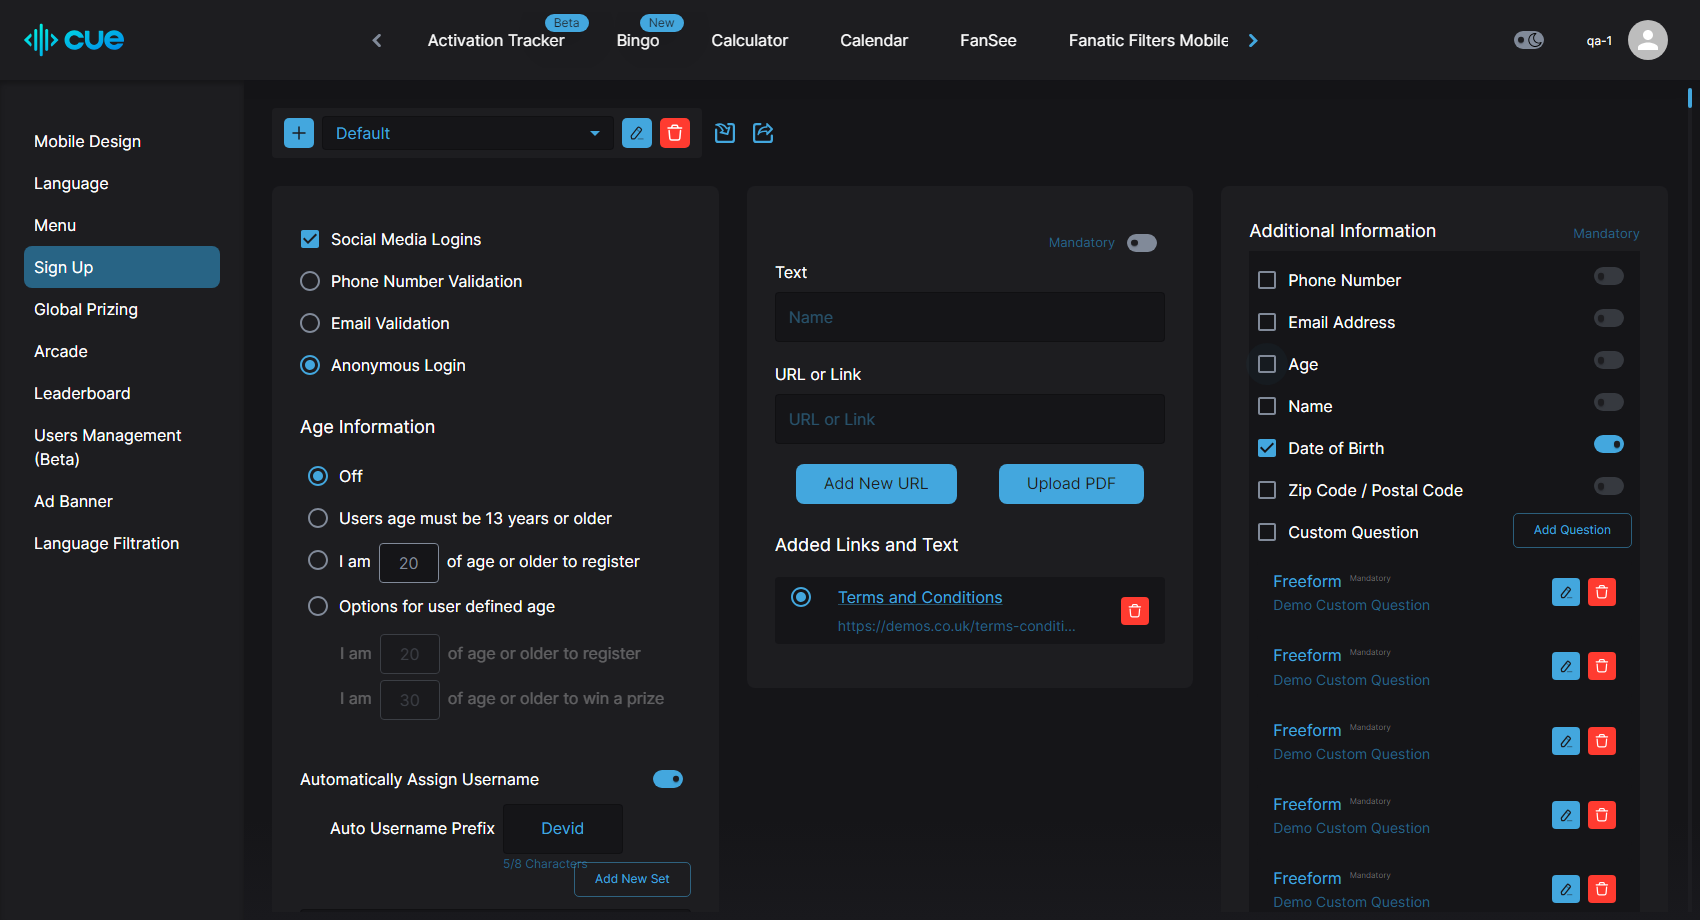 cue
Activation Tracker
Beta
Bingo
New
Calculator
Calendar
FanSee
Fanatic Filters Mobile
qa-1
Mobile Design
Language
Menu
Sign Up
Global Prizing
Arcade
Leaderboard
Users Management
(Beta)
Ad Banner
Language Filtration
Default
Social Media Logins
Phone Number Validation
Email Validation
Anonymous Login
Age Information
Off
Users age must be 13 years or older
I am 20 of age or older to register
Options for user defined age
I am 20 of age or older to register
I am 30 of age or older to win a prize
Automatically Assign Username
Auto Username Prefix Devid
5/8 Characters
Add New Set
Mandatory
Text
Name
URL or Link
URL or Link
Add New URL
Upload PDF
Added Links and Text
Terms and Conditions
https://demos.co.uk/terms-conditi...
Additional Information
Mandatory
Phone Number
Email Address
Age
Name
Date of Birth
Zip Code / Postal Code
Custom Question
Add Question
Freeform Mandatory
Demo Custom Question
Freeform Mandatory
Demo Custom Question
Freeform Mandatory
Demo Custom Question
Freeform Mandatory
Demo Custom Question
Freeform Mandatory
Demo Custom Question